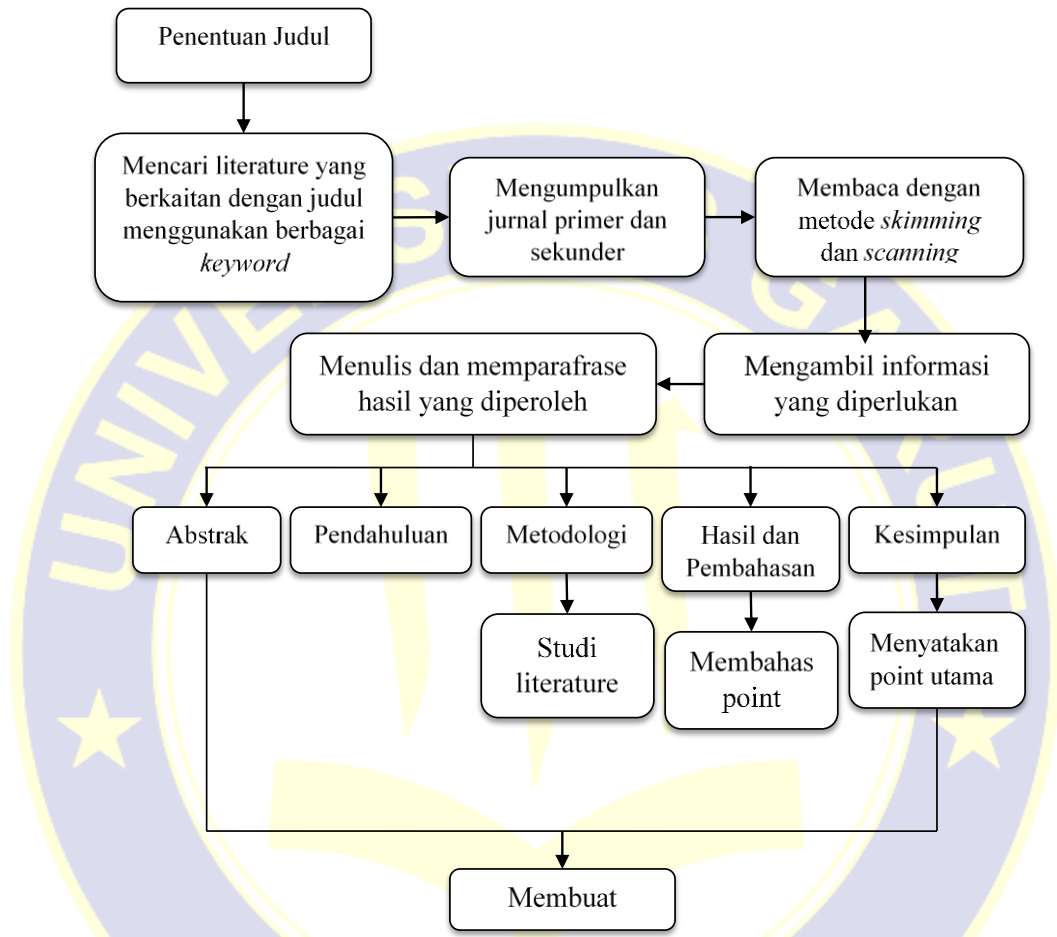 Penentuan Judul
Mencari literature yang
berkaitan dengan judul
menggunakan berbagai
keyword
Mengumpulkan
jurnal primer dan
sekunder
Membaca dengan
metode skimming
dan scanning
Mengambil informasi
yang diperlukan
Menulis dan memparafrase
hasil yang diperoleh
Abstrak
Pendahuluan
Metodologi
Hasil dan
Pembahasan
Kesimpulan
Studi
literature
Membahas
point
Menyatakan
point utama
Membuat